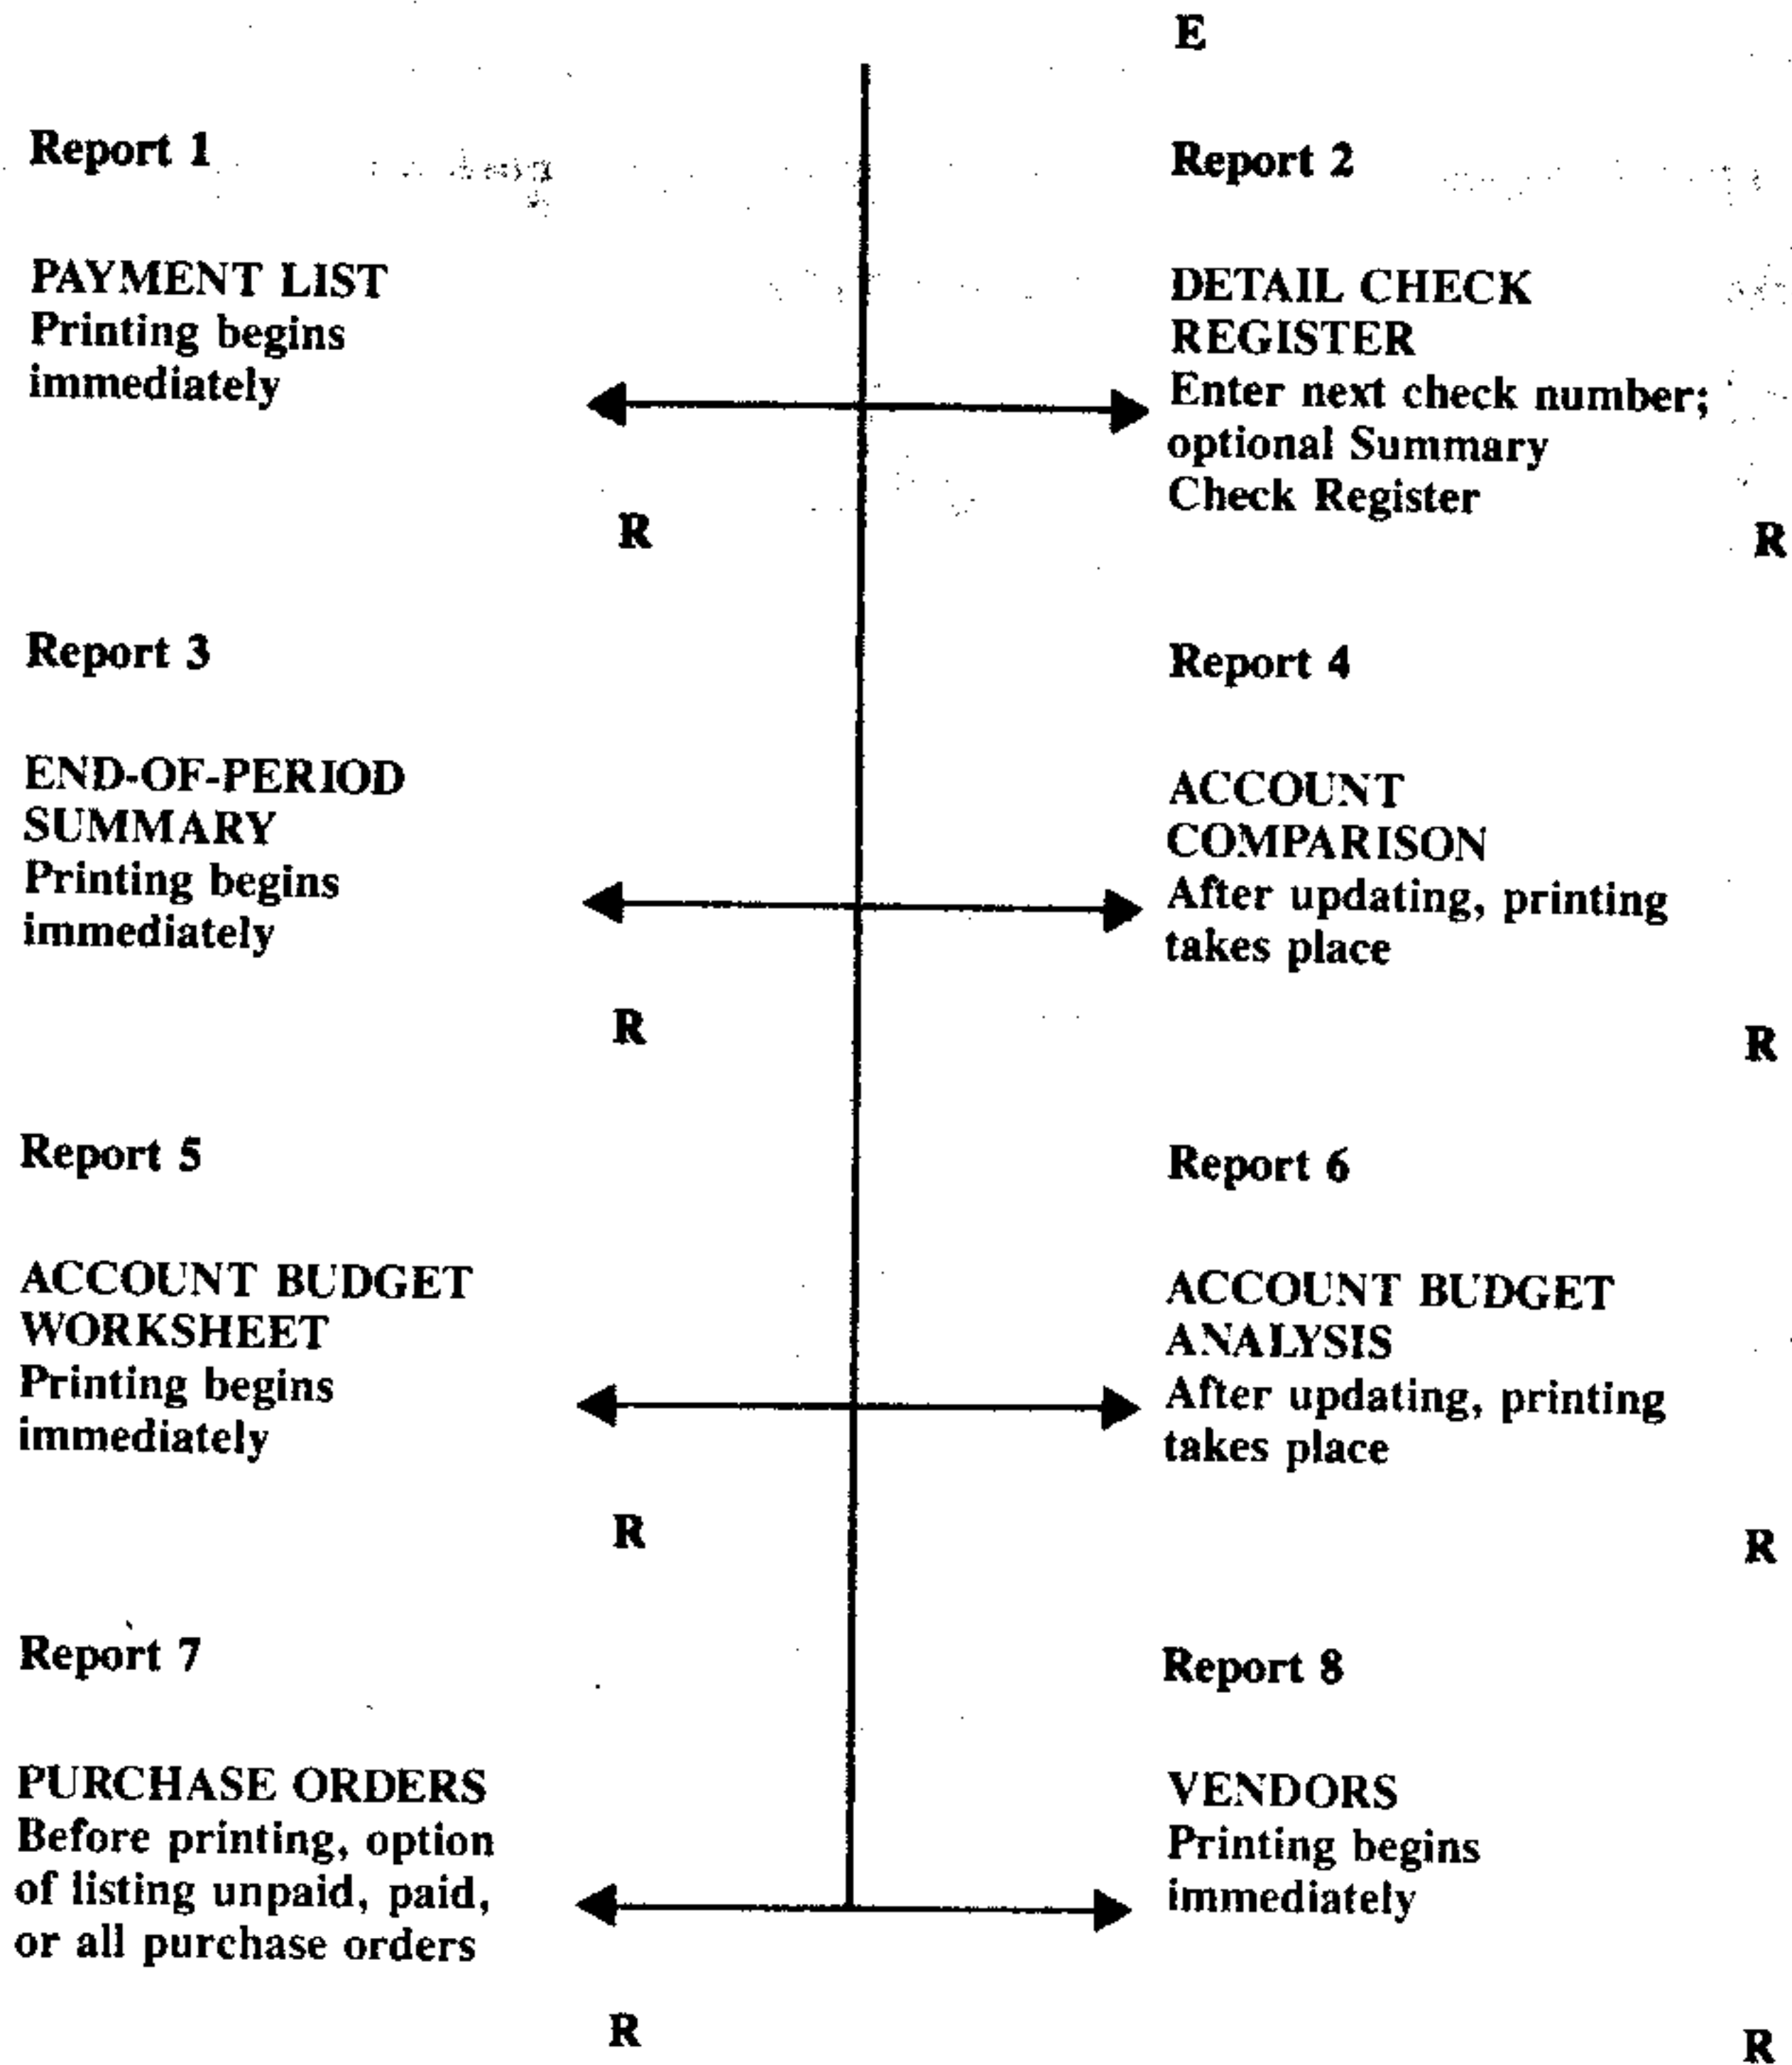 E
Report 1
PAYMENT LIST
Printing begins
immediately
R
Report 2
DETAIL CHECK
REGISTER
Enter next check number;
optional Summary
Check Register
R
Report 3
END-OF-PERIOD
SUMMARY
Printing begins
immediately
R
Report 4
ACCOUNT
COMPARISON
After updating, printing
takes place
R
Report 5
ACCOUNT BUDGET
WORKSHEET
Printing begins
immediately
R
Report 6
ACCOUNT BUDGET
ANALYSIS
After updating, printing
takes place
R
Report 7
PURCHASE ORDERS
Before printing, option
of listing unpaid, paid,
or all purchase orders
R
Report 8
VENDORS
Printing begins
immediately
R